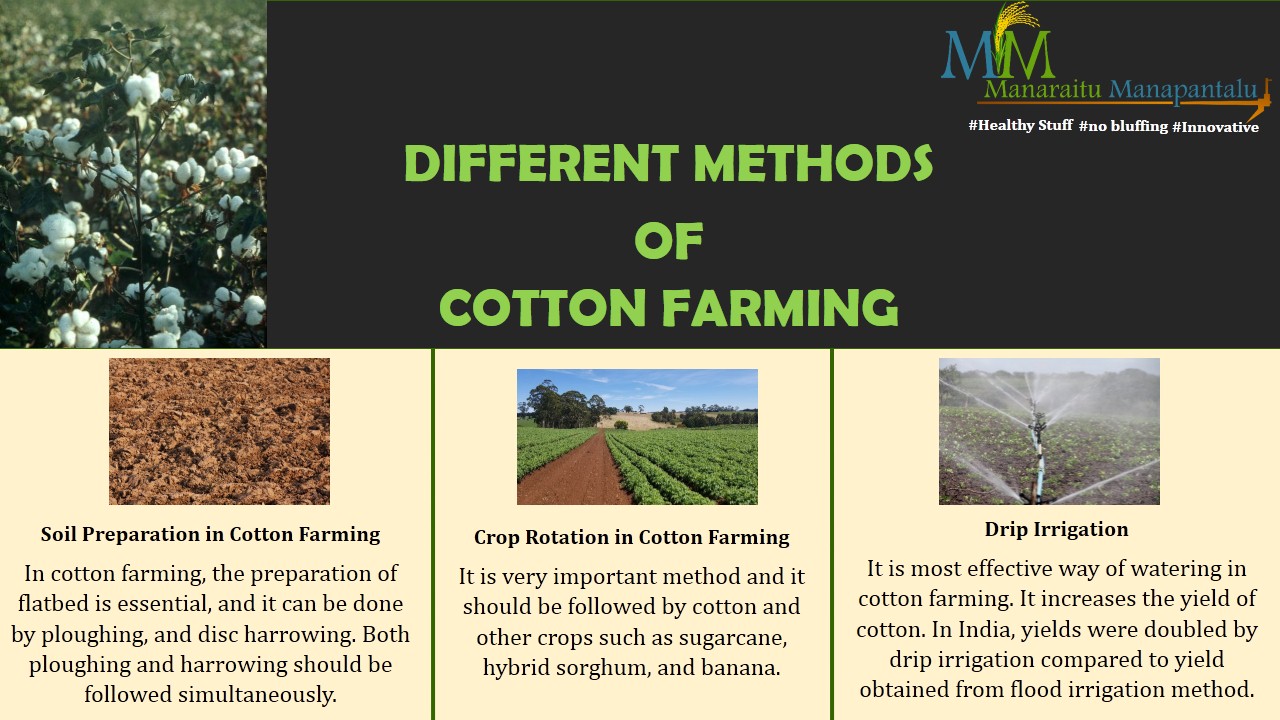 MM
Manaraitu Manapantalu
#Healthy Stuff #no bluffing #Innovative
DIFFERENT METHODS
OF
COTTON FARMING
Soil Preparation in Cotton Farming
In cotton farming, the preparation of
flatbed is essential, and it can be done
by ploughing, and disc harrowing. Both
ploughing and harrowing should be
followed simultaneously.
Crop Rotation in Cotton Farming
It is very important method and it
should be followed by cotton and
other crops such as sugarcane,
hybrid sorghum, and banana.
Drip Irrigation
It is most effective way of watering in
cotton farming. It increases the yield of
cotton. In India, yields were doubled by
drip irrigation compared to yield
obtained from flood irrigation method.